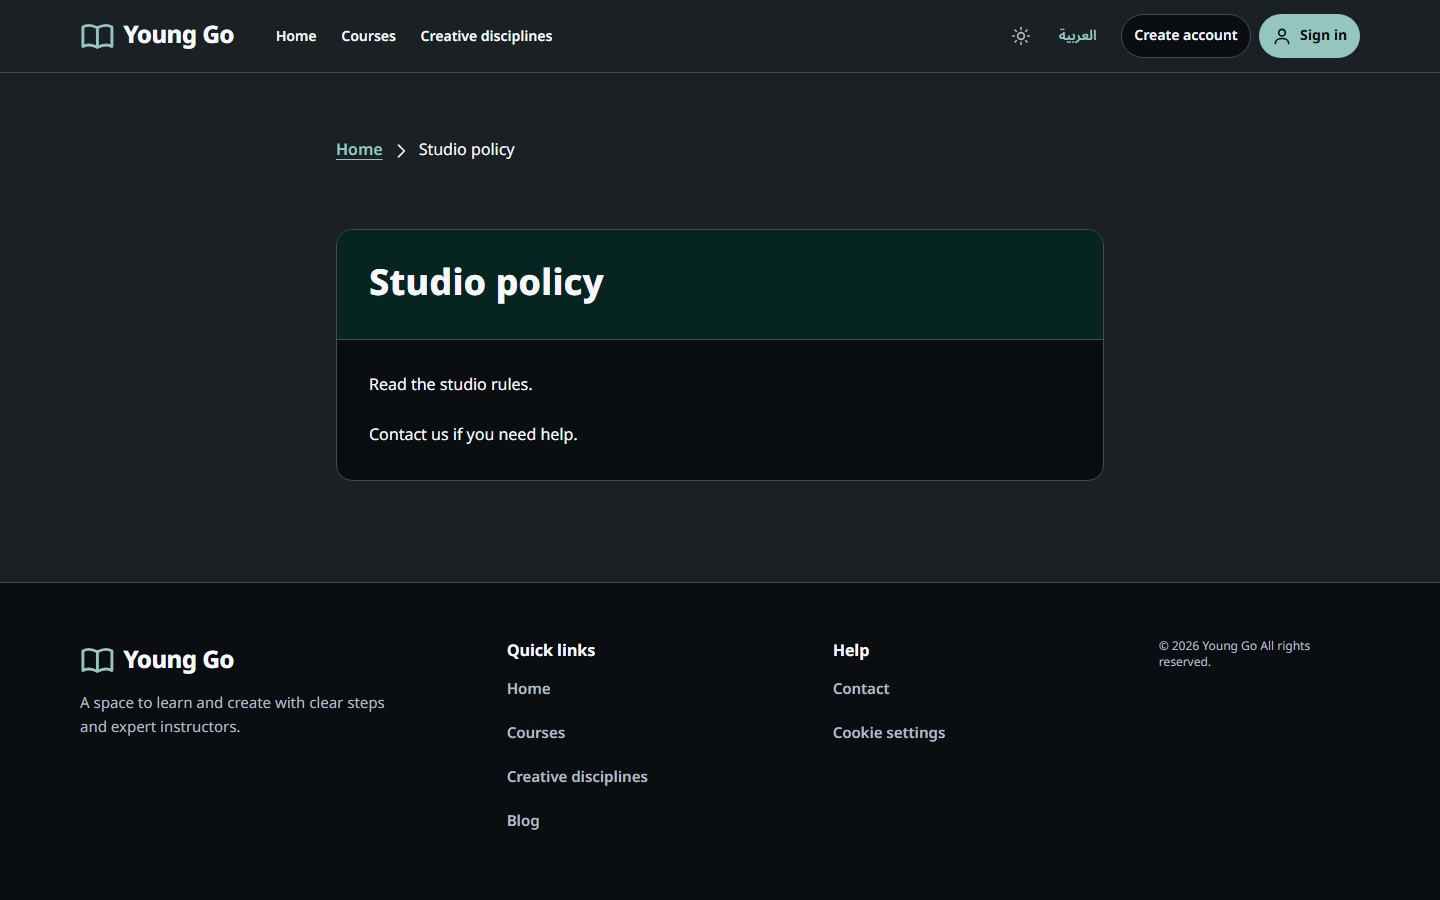 Young Go
Home
Courses
Creative disciplines
العربية
Create account
Sign in
Home
Studio policy
Studio policy
Read the studio rules.
Contact us if you need help.
Young Go
A space to learn and create with clear steps
and expert instructors.
Quick links
Home
Courses
Creative disciplines
Blog
Help
Contact
Cookie settings
© 2026 Young Go All rights
reserved.